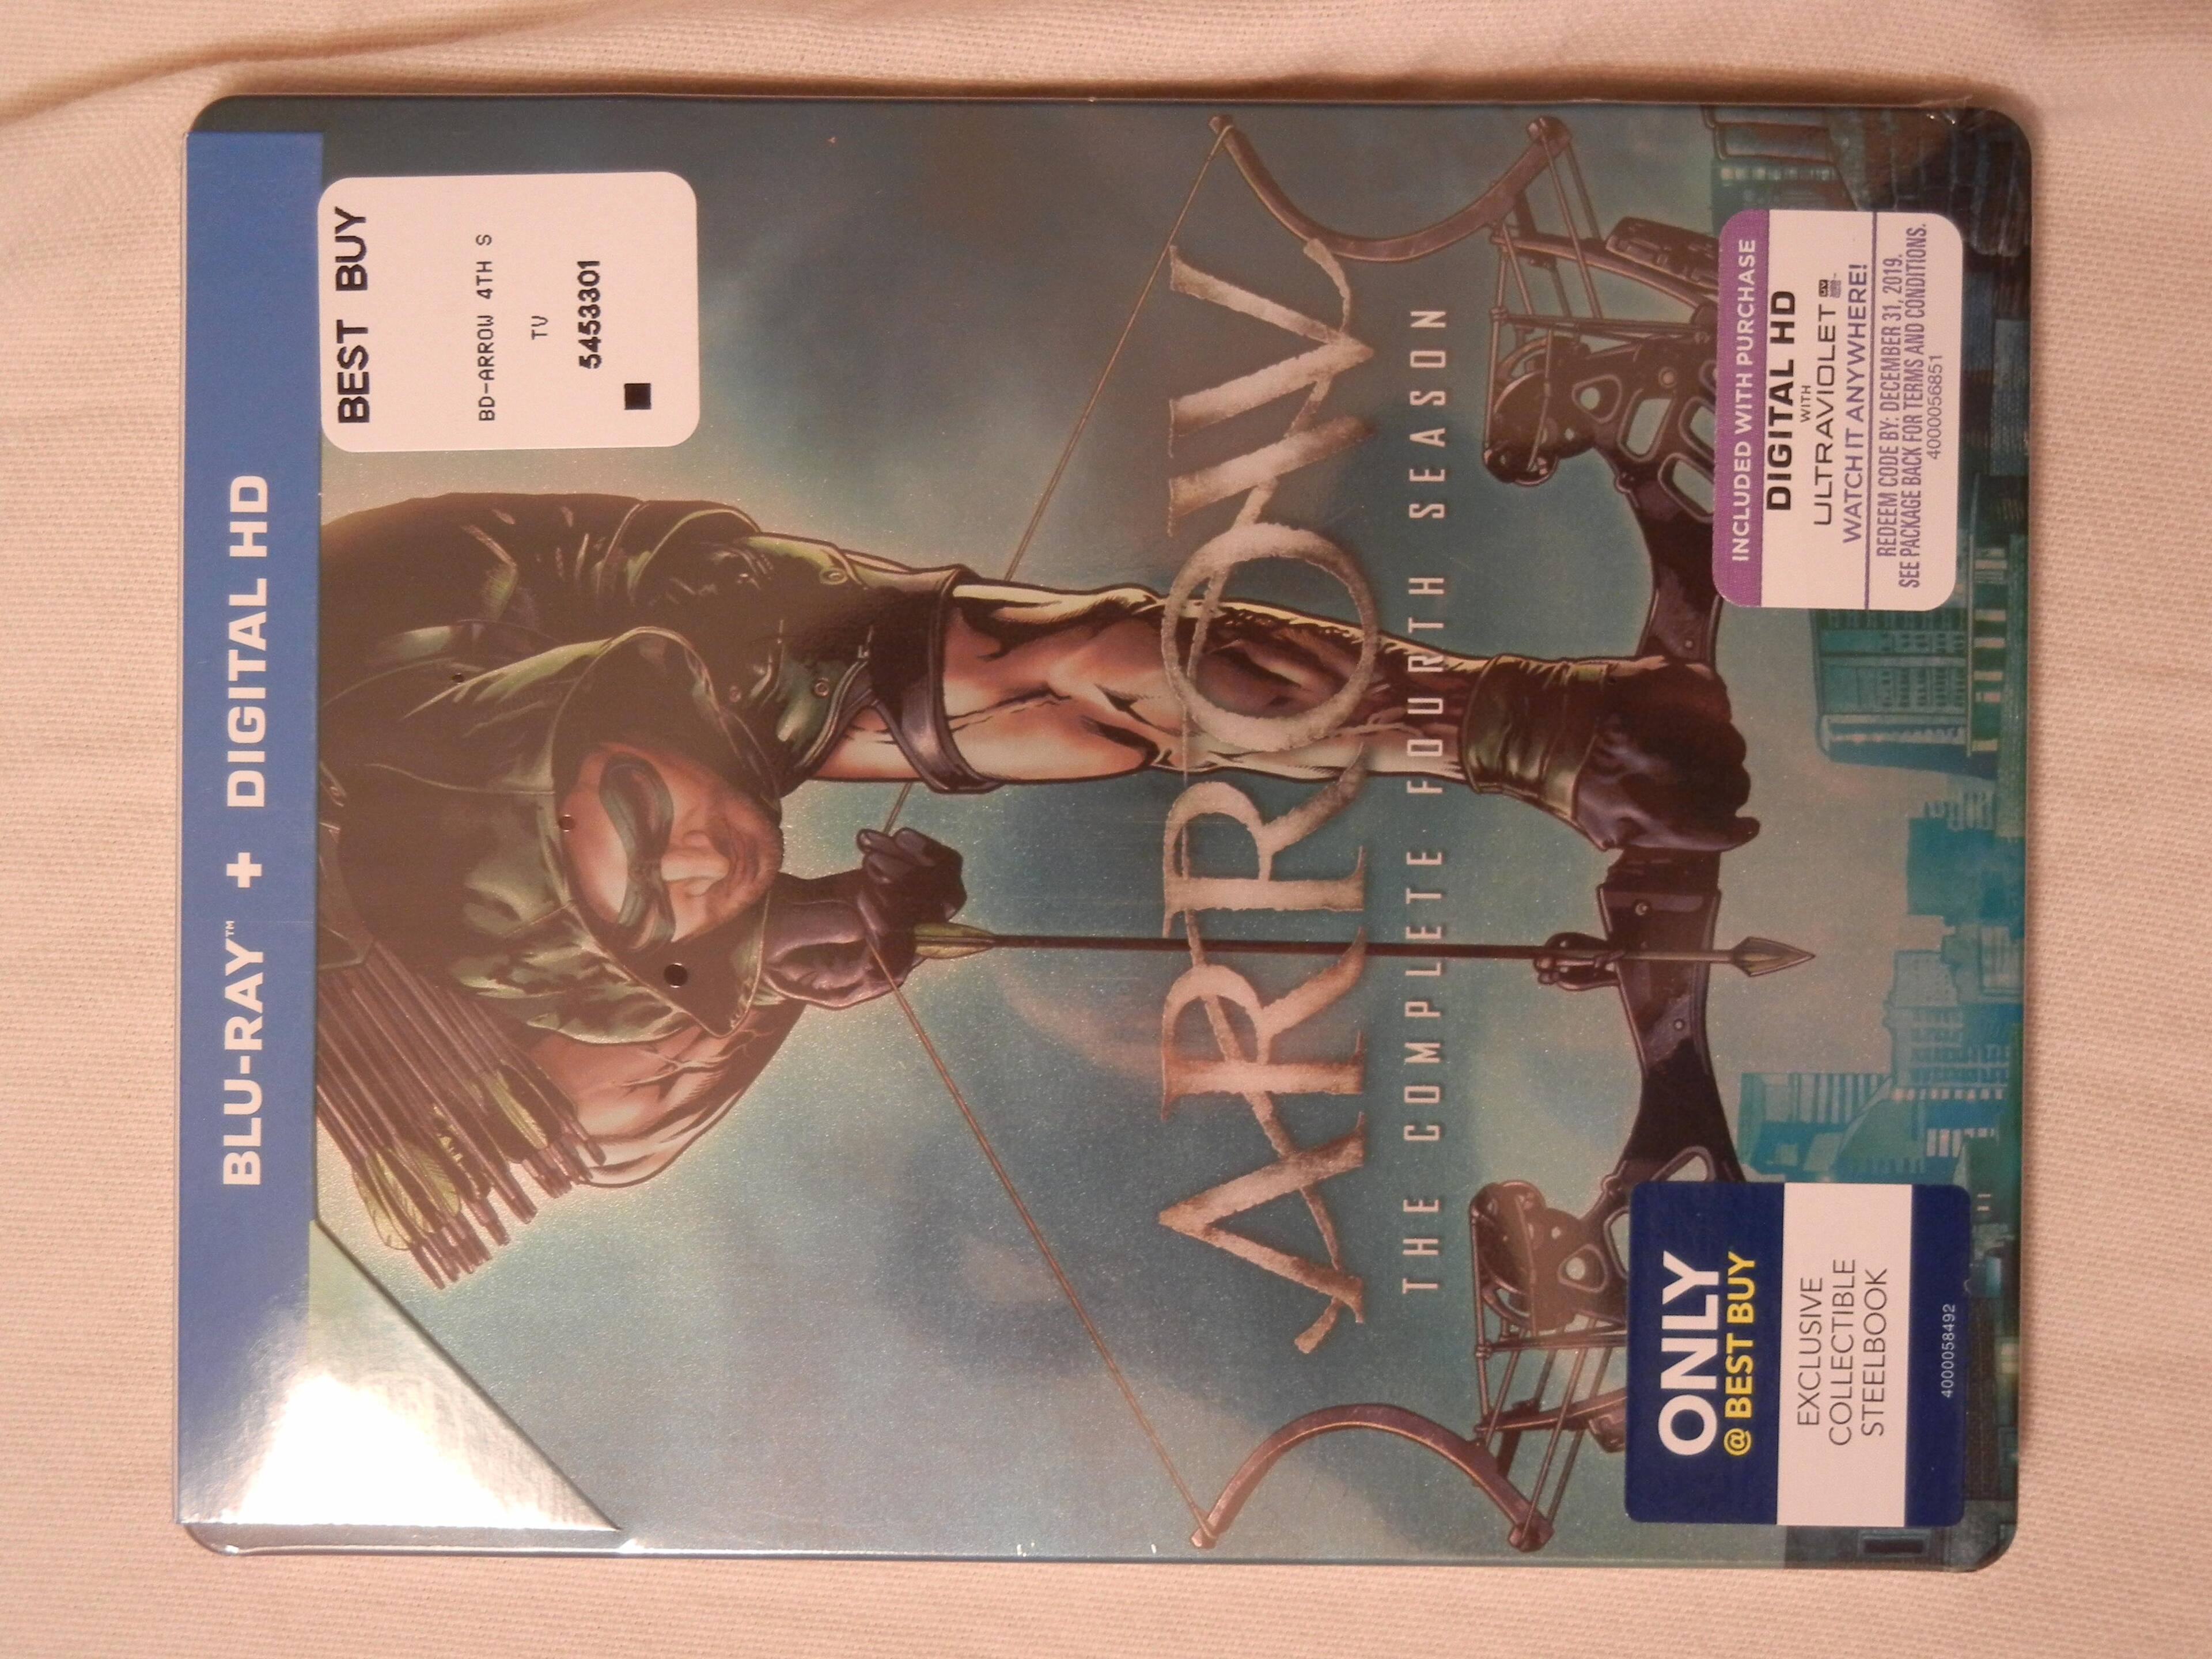 BLU-RAY™ + DIGITAL HD
BEST BUY
BD-ARROW 4TH S
TV
5453301
ARROW
THE COMPLETE FOURTH SEASON
ONLY
@ BEST BUY
EXCLUSIVE
COLLECTIBLE
STEELBOOK
4000058492
INCLUDED WITH PURCHASE
DIGITAL HD
WITH
ULTRAVIOLET
WATCH IT ANYWHERE!
REDEEM CODE BY: DECEMBER 31, 2019.
SEE PACKAGE BACK FOR TERMS AND CONDITIONS.
4000056851